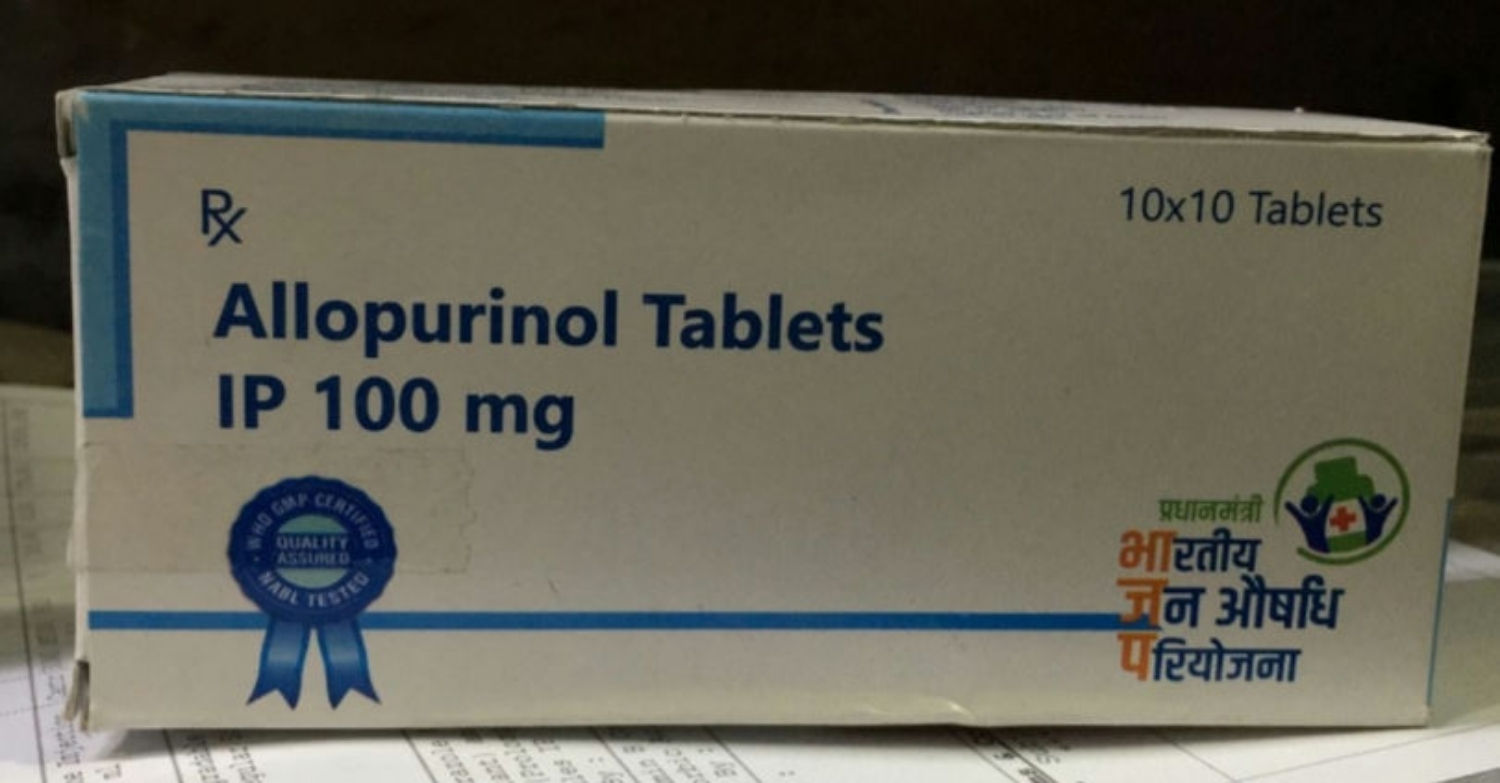 Rx
10x10 Tablets
Allopurinol Tablets
IP 100 mg
WHO GMP CERTIFIED
QUALITY
ASSURED
NABL TESTED
प्रधानमंत्री
भारतीय
जन औषधि
परियोजना